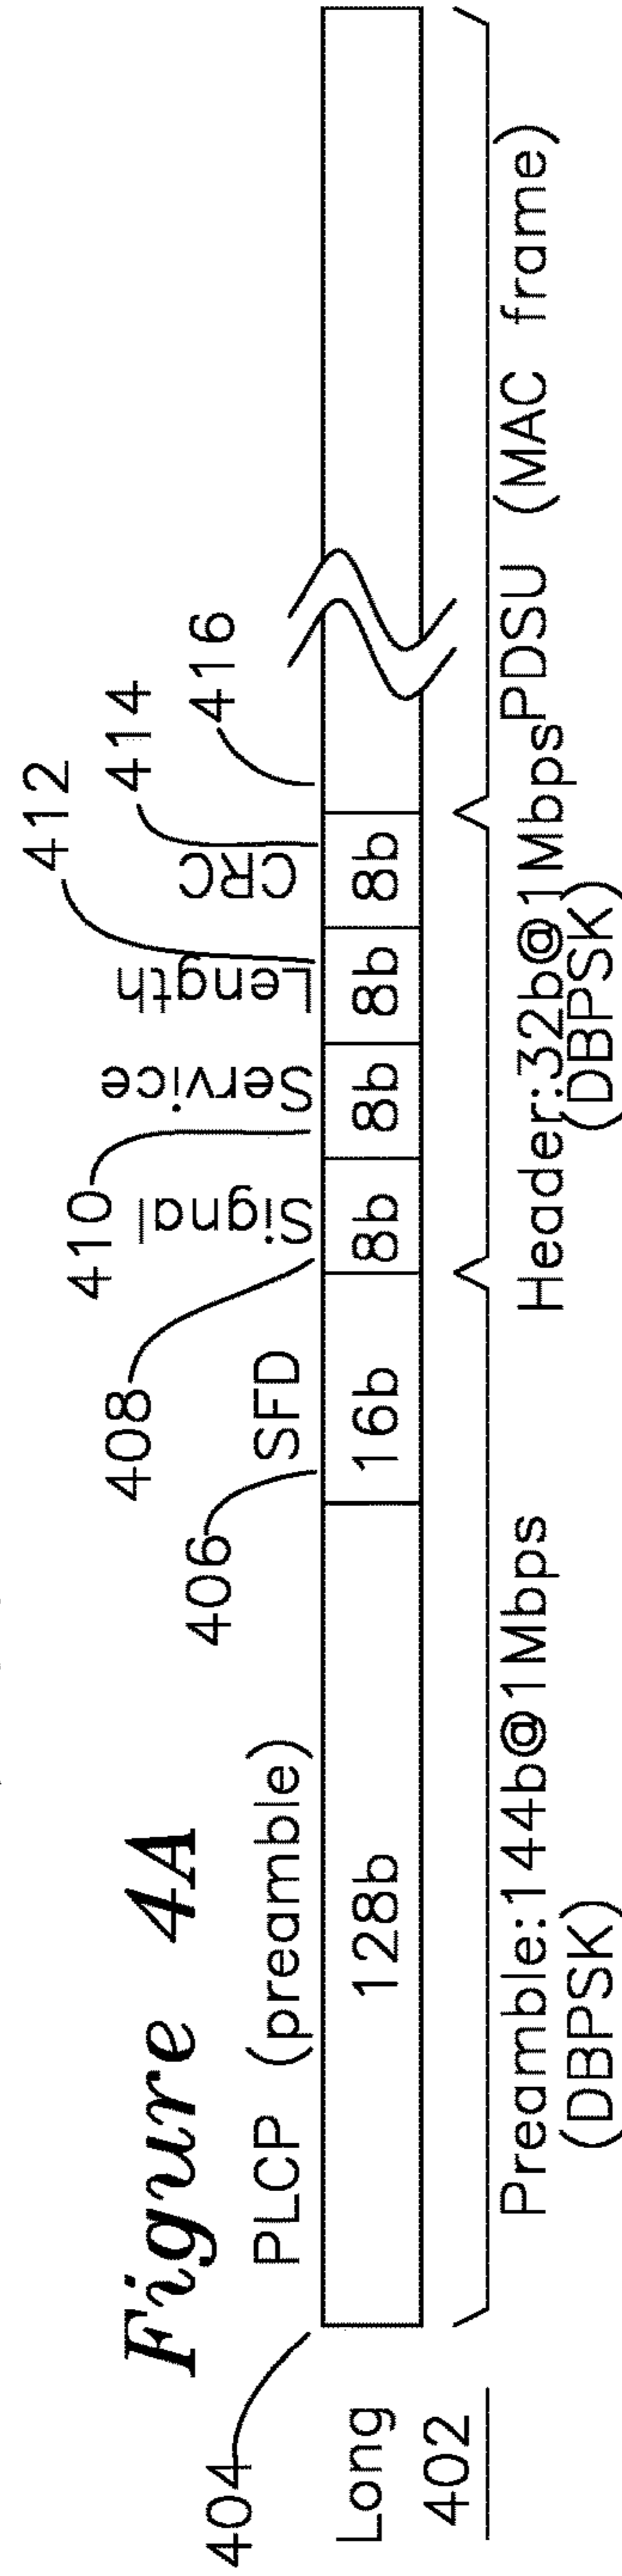 Figure 4A
412
414
410
416
408
406
404
PLCP (preamble)
SFD
Signal
Service
Length
CRC
Long
128b
16b
8b
8b
8b
8b
402
Preamble:144b@1Mbps
(DBPSK)
Header:32b@1Mbps
(DBPSK)
PDSU (MAC frame)